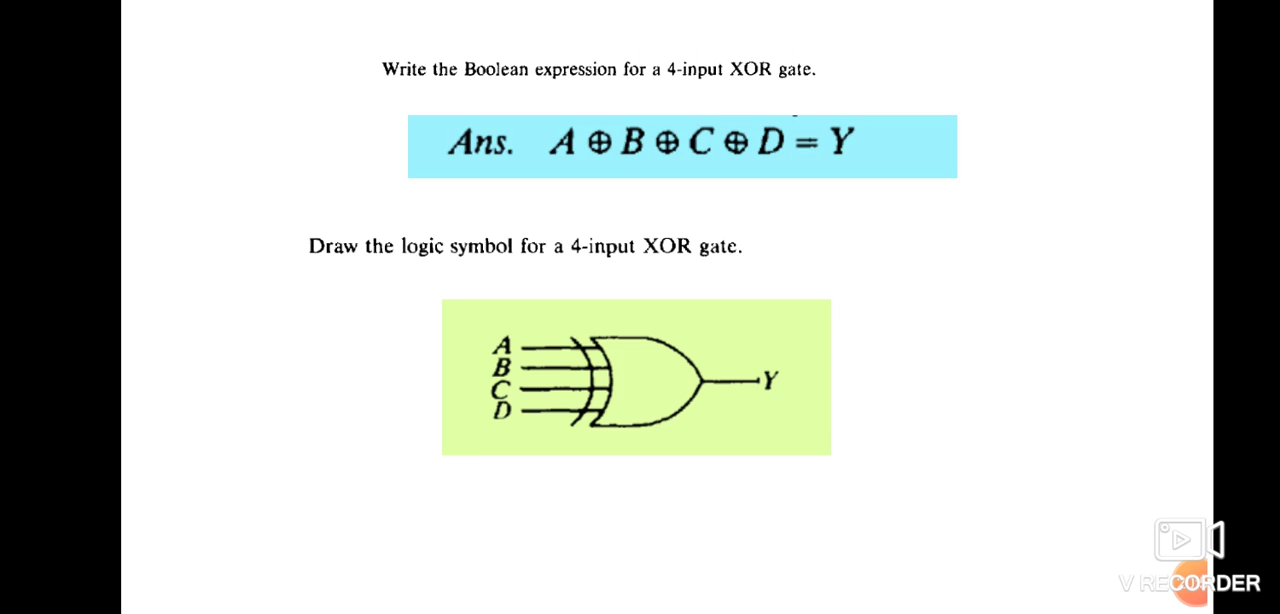 Write the Boolean expression for a 4-input XOR gate.
Ans. A ⊕ B ⊕ C ⊕ D = Y
Draw the logic symbol for a 4-input XOR gate.
A
B
C
D
Y
V RECORDER